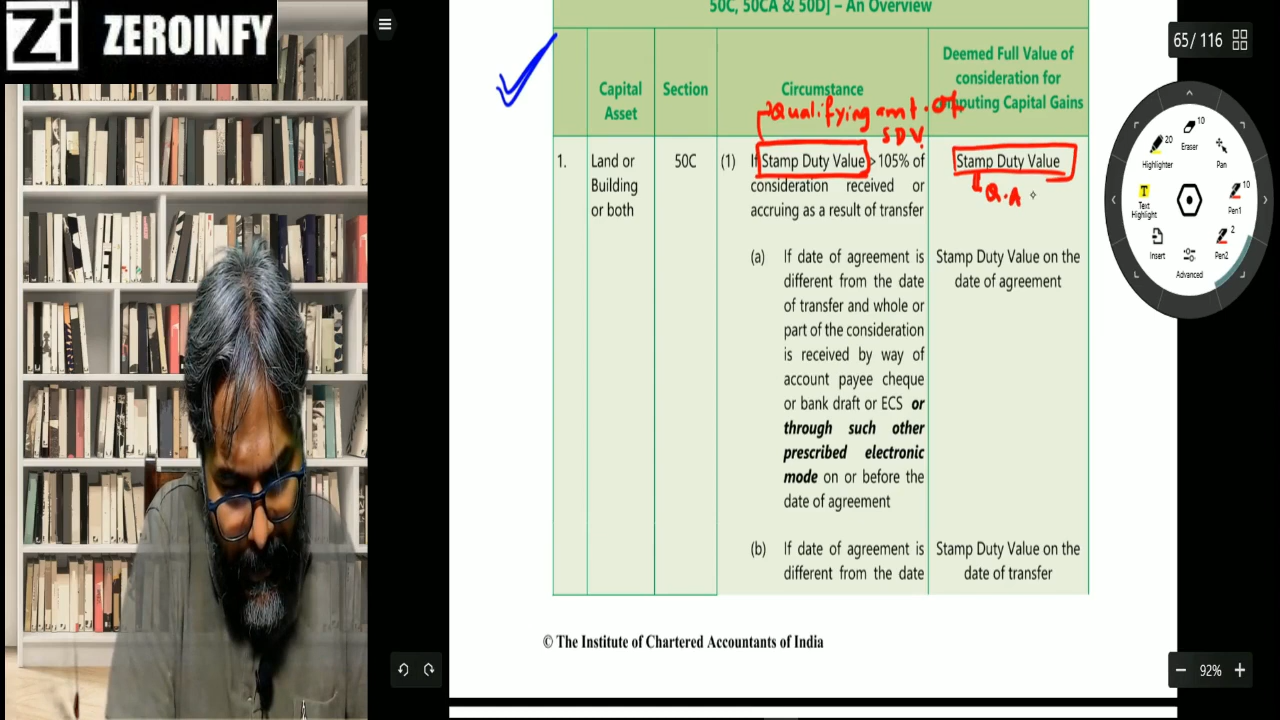 Zi ZEROINFY
65 / 116
50C, 50CA & 50D] – An Overview
Capital Asset
Section
Circumstance
Deemed Full Value of
consideration for
mputing Capital Gains
Qualifying amt. Of
SDV.
1.
Land or
Building
or both
50C
(1) If Stamp Duty Value > 105% of
consideration received or
accruing as a result of transfer
Stamp Duty Value
Q.A
(a) If date of agreement is
different from the date
of transfer and whole or
part of the consideration
is received by way of
account payee cheque
or bank draft or ECS or
through such other
prescribed electronic
mode on or before the
date of agreement
Stamp Duty Value on the
date of agreement
(b) If date of agreement is
different from the date
Stamp Duty Value on the
date of transfer
© The Institute of Chartered Accountants of India
10
Eraser
20
Highlighter
Pan
T
Text
Highlight
10
Pen1
2
Pen2
Insert
Advanced
92%